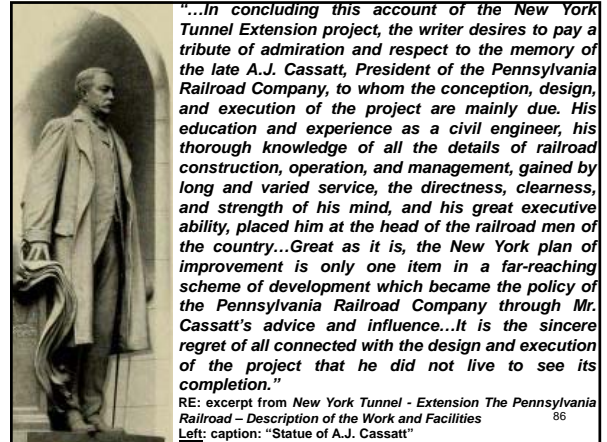 “…In concluding this account of the New York
Tunnel Extension project, the writer desires to pay a
tribute of admiration and respect to the memory of
the late A.J. Cassatt, President of the Pennsylvania
Railroad Company, to whom the conception, design,
and execution of the project are mainly due. His
education and experience as a civil engineer, his
thorough knowledge of all the details of railroad
construction, operation, and management, gained by
long and varied service, the directness, clearness,
and strength of his mind, and his great executive
ability, placed him at the head of the railroad men of
the country…Great as it is, the New York plan of
improvement is only one item in a far-reaching
scheme of development which became the policy of
the Pennsylvania Railroad Company through Mr.
Cassatt’s advice and influence…It is the sincere
regret of all connected with the design and execution
of the project that he did not live to see its
completion.”
RE: excerpt from New York Tunnel - Extension The Pennsylvania
Railroad – Description of the Work and Facilities
Left: caption: “Statue of A.J. Cassatt”
86